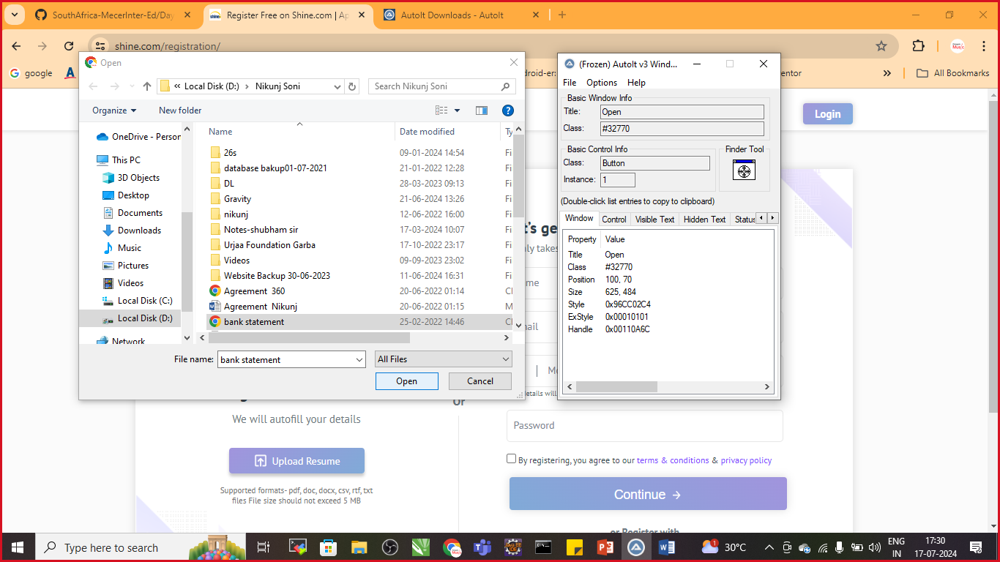 SouthAfrica-MecerInter-Ed/Day
Register Free on Shine.com | Ap
AutoIt Downloads - AutoIt
shine.com/registration/
google
All Bookmarks
Login
Open
Local Disk (D:) > Nikunj Soni
Search Nikunj Soni
Organize
New folder
Name
Date modified
Ty
OneDrive - Person
This PC
3D Objects
Desktop
Documents
Downloads
Music
Pictures
Videos
Local Disk (C:)
Local Disk (D:)
Network
26s 09-01-2024 14:54 Fi
database bakup01-07-2021 21-01-2022 12:28 Fi
DL 28-03-2023 09:13 Fi
Gravity 21-06-2024 13:26 Fi
nikunj 12-06-2022 16:00 Fi
Notes-shubham sir 17-03-2024 10:07 Fi
Urjaa Foundation Garba 17-10-2022 23:17 Fi
Videos 09-09-2023 23:02 Fi
Website Backup 30-06-2023 11-06-2024 16:31 Fi
Agreement 360 20-06-2022 01:14
Agreement Nikunj 20-06-2022 01:15 M
bank statement 25-02-2022 14:46
File name: bank statement
All Files
Open
Cancel
(Frozen) AutoIt v3 Wind...
File Options Help
Basic Window Info
Title: Open
Class: #32770
Basic Control Info
Class: Button
Instance: 1
Finder Tool
(Double-click list entries to copy to clipboard)
Window Control Visible Text Hidden Text Status
Property Value
Title Open
Class #32770
Position 100, 70
Size 625, 484
Style 0x96CC02C4
ExStyle 0x00010101
Handle 0x00110A6C
We will autofill your details
Upload Resume
Supported formats- pdf, doc, docx, csv, rtf, txt
files File size should not exceed 5 MB
Or
Password
By registering, you agree to our terms & conditions & privacy policy
Continue →
or Register with
Type here to search
30°C
ENG
IN
17:30
17-07-2024